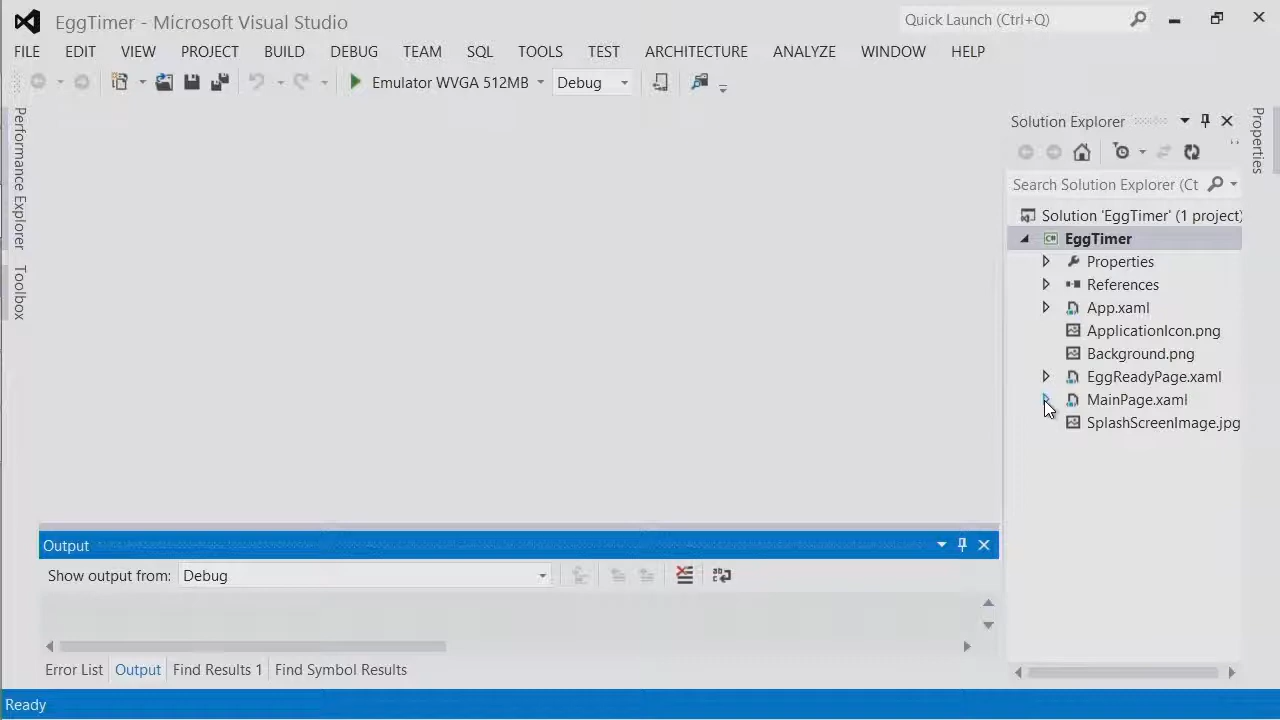 EggTimer - Microsoft Visual Studio
Quick Launch (Ctrl+Q)
FILE EDIT VIEW PROJECT BUILD DEBUG TEAM SQL TOOLS TEST ARCHITECTURE ANALYZE WINDOW HELP
Emulator WVGA 512MB Debug
Performance Explorer
Toolbox
Solution Explorer
Search Solution Explorer (Ct
Solution 'EggTimer' (1 project)
EggTimer
Properties
References
App.xaml
ApplicationIcon.png
Background.png
EggReadyPage.xaml
MainPage.xaml
SplashScreenImage.jpg
Properties
Output
Show output from: Debug
Error List Output Find Results 1 Find Symbol Results
Ready